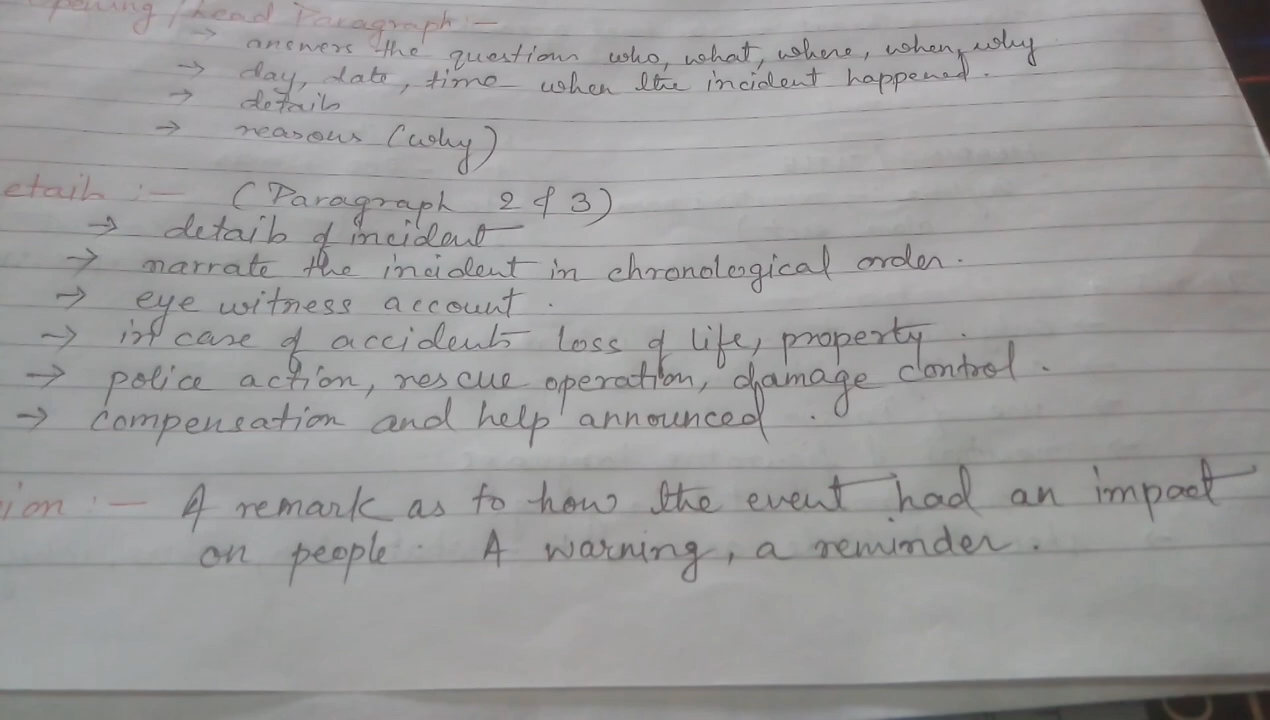 pening / head Paragraph :-
→ answers the questions who, what, where, when, why
→ day, date, time when the incident happened.
→ details
→ reasons (why)
etails :- (Paragraph 2 & 3)
→ details of incident
→ narrate the incident in chronological order.
→ eye witness account.
→ in case of accidents loss of life, property.
→ police action, rescue operation, damage control.
→ compensation and help announced.
ion :- A remark as to how the event had an impact
on people. A warning, a reminder.